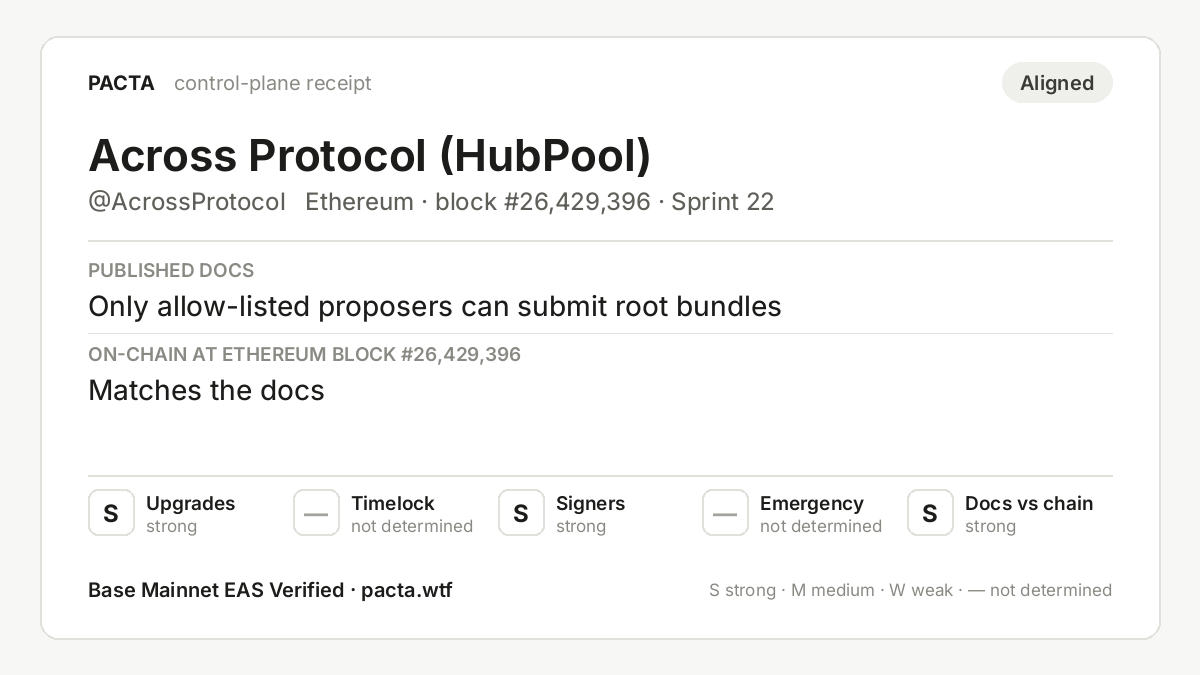 PACTA control-plane receipt Aligned
Across Protocol (HubPool)
@AcrossProtocol Ethereum · block #26,429,396 · Sprint 22
PUBLISHED DOCS
Only allow-listed proposers can submit root bundles
ON-CHAIN AT ETHEREUM BLOCK #26,429,396
Matches the docs
S Upgrades strong
— Timelock not determined
S Signers strong
— Emergency not determined
S Docs vs chain strong
Base Mainnet EAS Verified · pacta.wtf
S strong · M medium · W weak · — not determined